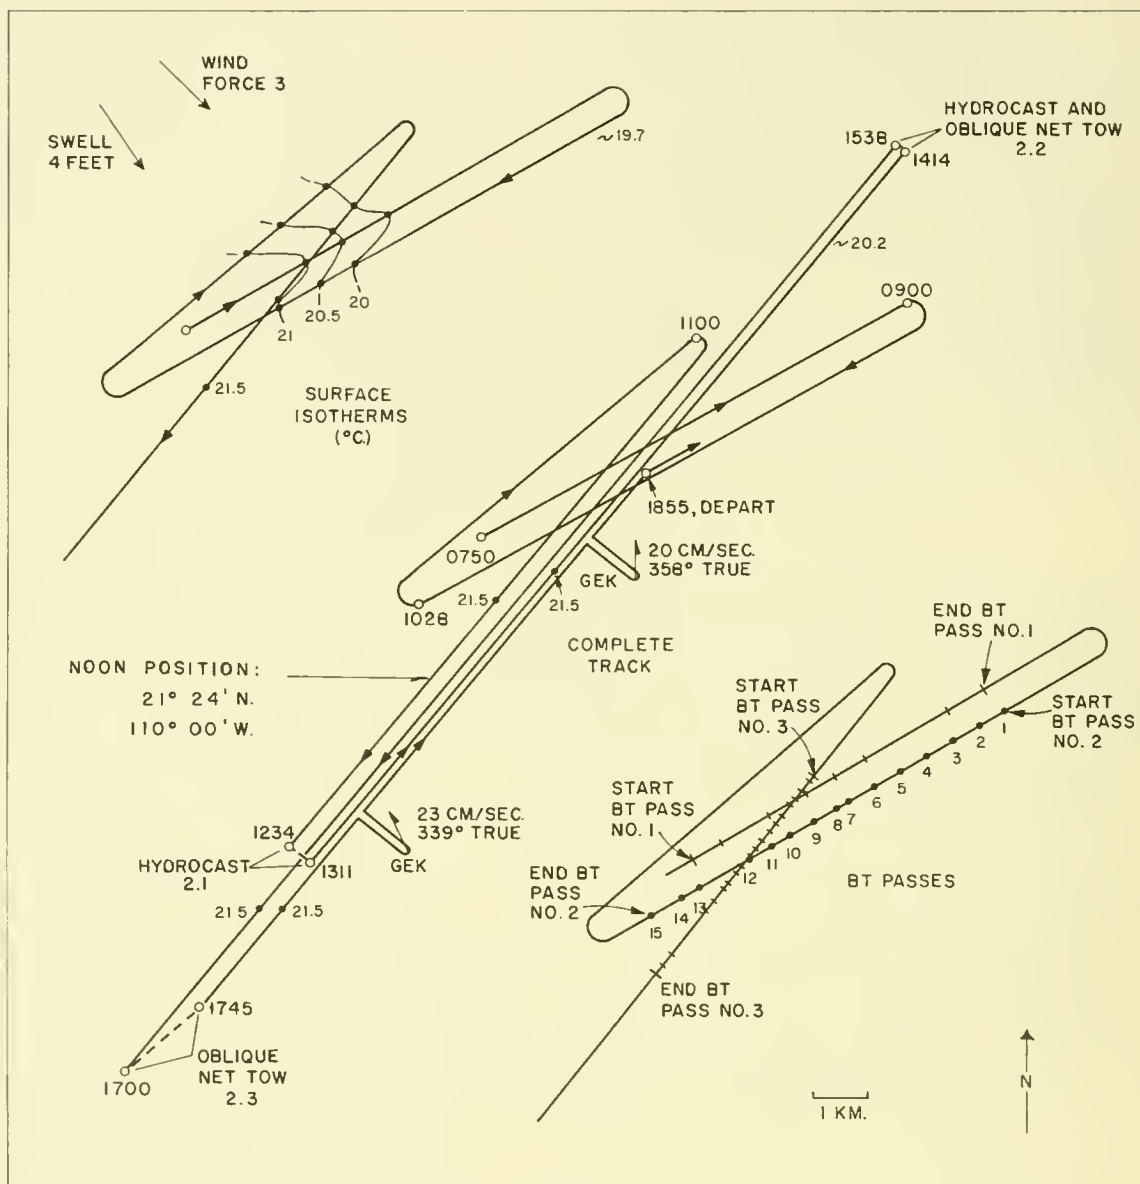 WIND
FORCE 3
SWELL
4 FEET
~19.7
HYDROCAST AND
OBLIQUE NET TOW
2.2
1538
1414
~20.2
20
20.5
21
21.5
SURFACE
ISOTHERMS
(°C.)
0900
1100
1855, DEPART
0750
20 CM/SEC.
358° TRUE
GEK
1028
21.5
21.5
COMPLETE
TRACK
NOON POSITION:
21° 24' N.
110° 00' W.
END BT
PASS NO. 1
START
BT PASS
NO. 3
START
BT PASS
NO. 2
1
2
3
4
5
6
7
8
9
10
11
12
13
14
15
START
BT PASS
NO. 1
END BT
PASS
NO. 2
BT PASSES
END BT
PASS NO. 3
23 CM/SEC.
339° TRUE
GEK
1234
HYDROCAST
2.1
1311
21 5
21.5
1745
OBLIQUE
NET TOW
2.3
1700
1 KM.
N